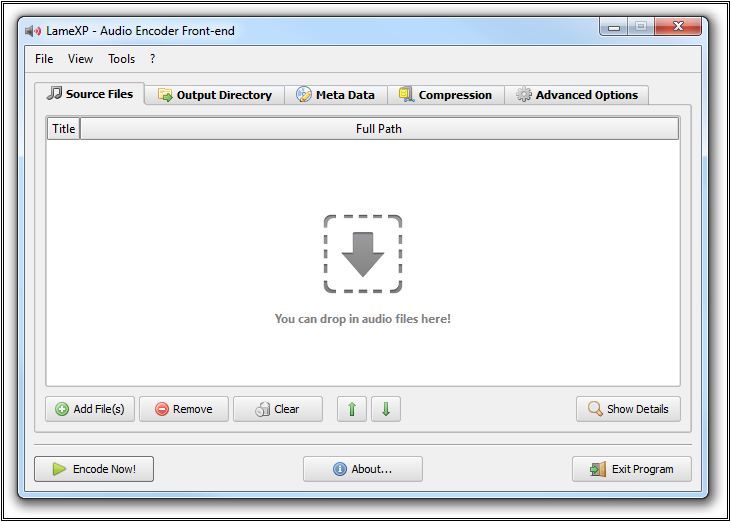 LameXP - Audio Encoder Front-end
File View Tools ?
Source Files Output Directory Meta Data Compression Advanced Options
Title Full Path
You can drop in audio files here!
Add File(s) Remove Clear Show Details
Encode Now! About... Exit Program